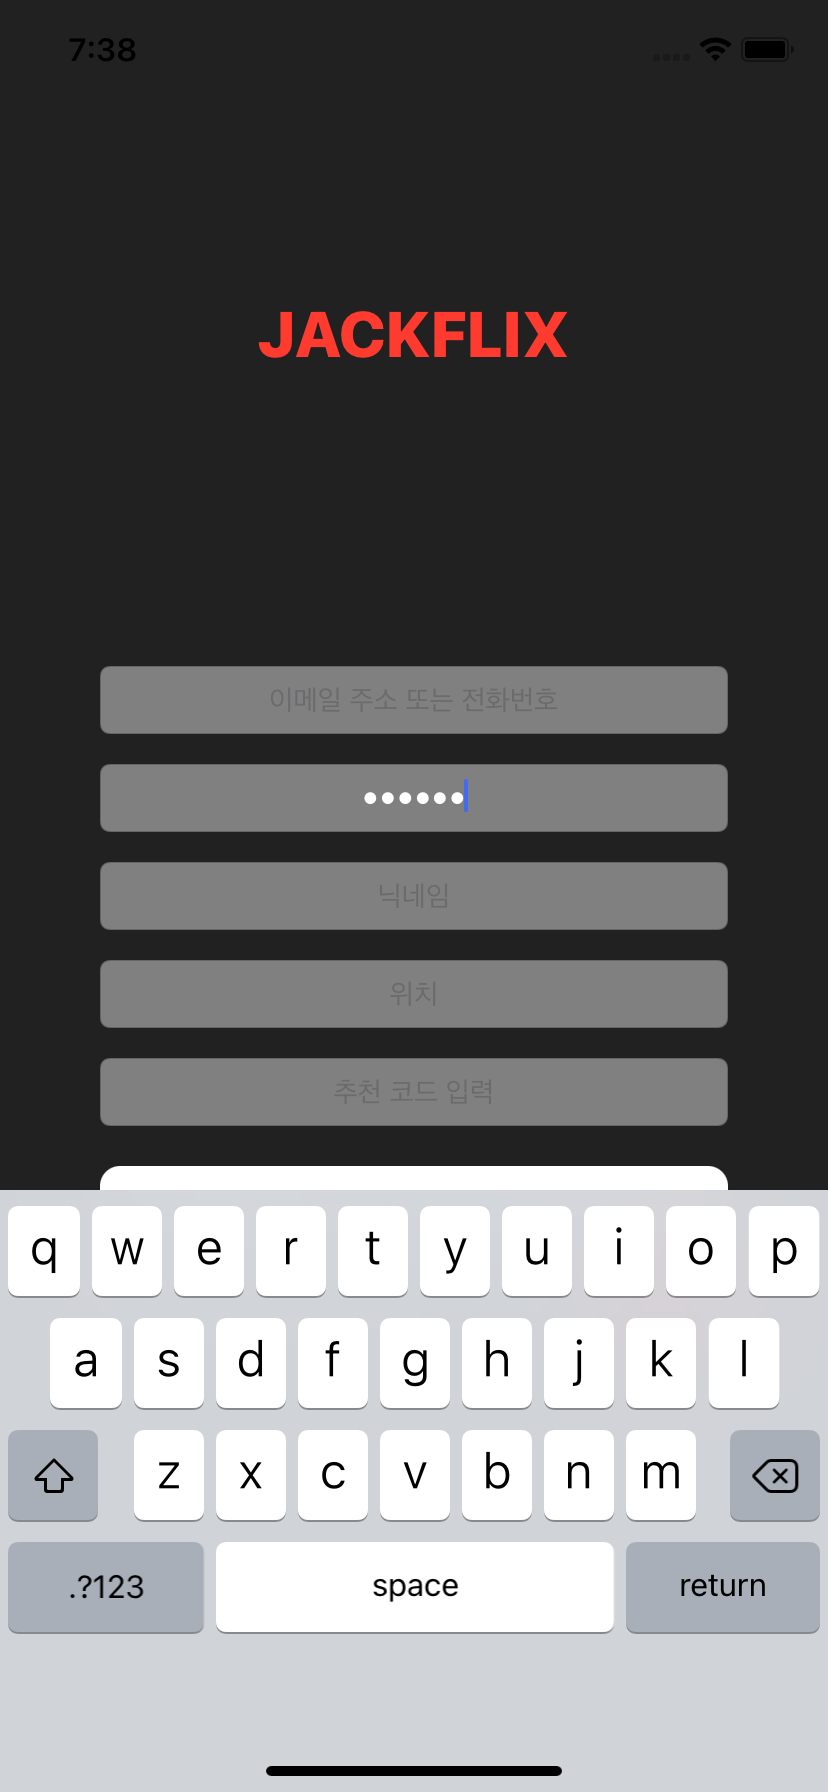 7:38
JACKFLIX
이메일 주소 또는 전화번호
••••••
닉네임
위치
추천 코드 입력
q w e r t y u i o p
a s d f g h j k l
z x c v b n m
.?123 space return